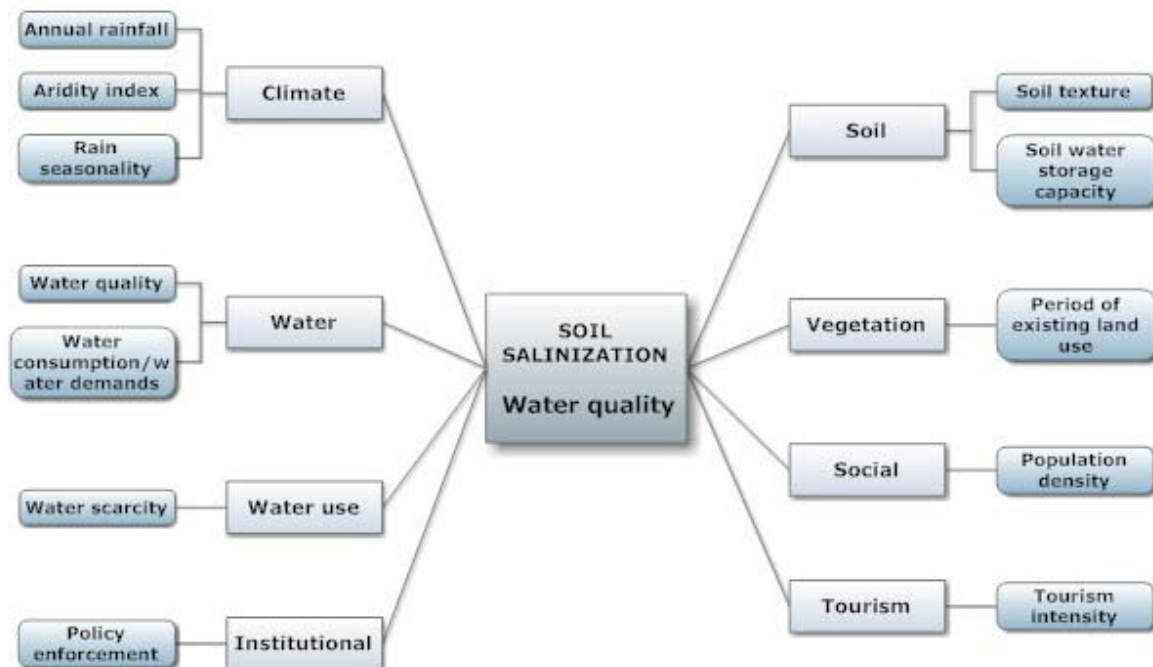 Annual rainfall
Aridity index
Rain
seasonality
Climate
Water quality
Water
consumption/w
ater demands
Water
Water scarcity
Water use
Policy
enforcement
Institutional
SOIL
SALINIZATION
Water quality
Soil
Soil texture
Soil water
storage
capacity
Vegetation
Period of
existing land
use
Social
Population
density
Tourism
Tourism
intensity